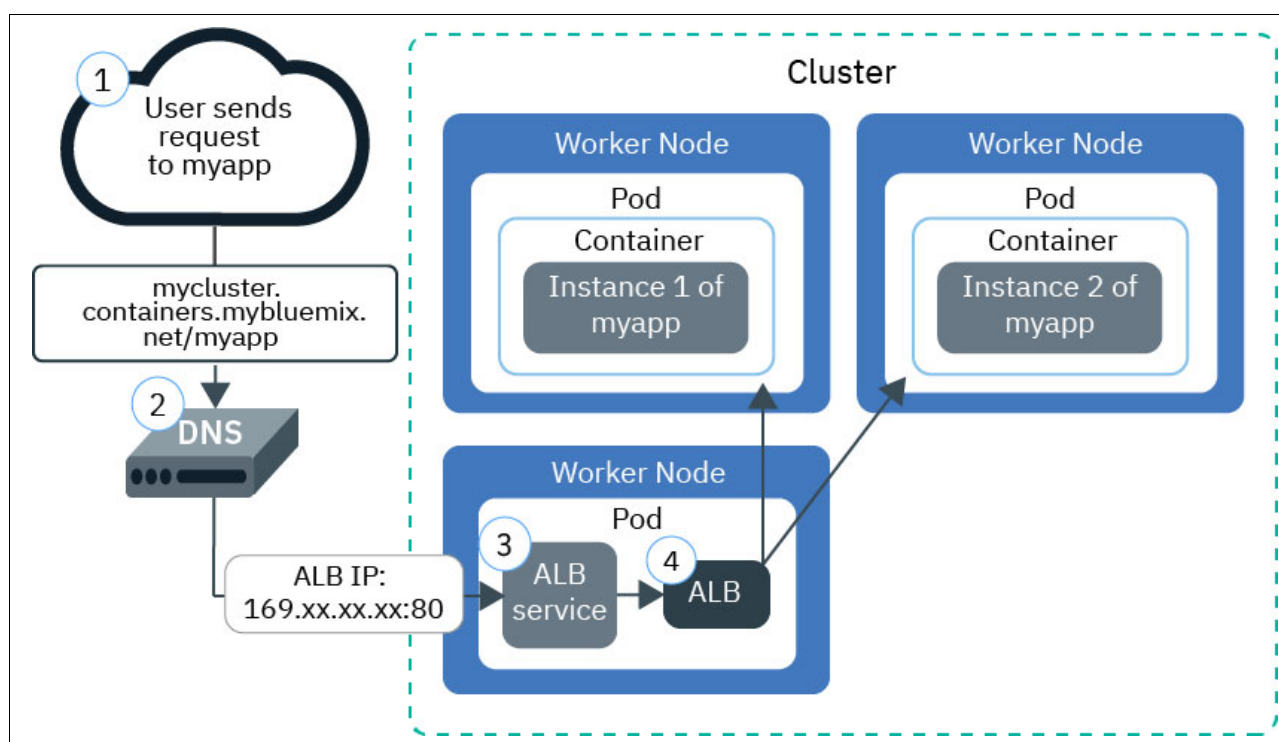 1
User sends
request
to myapp
mycluster.
containers.mybluemix.
net/myapp
2
DNS
ALB IP:
169.xx.xx.xx:80
Cluster
Worker Node
Pod
Container
Instance 1 of
myapp
Worker Node
Pod
Container
Instance 2 of
myapp
Worker Node
Pod
3
ALB
service
4
ALB